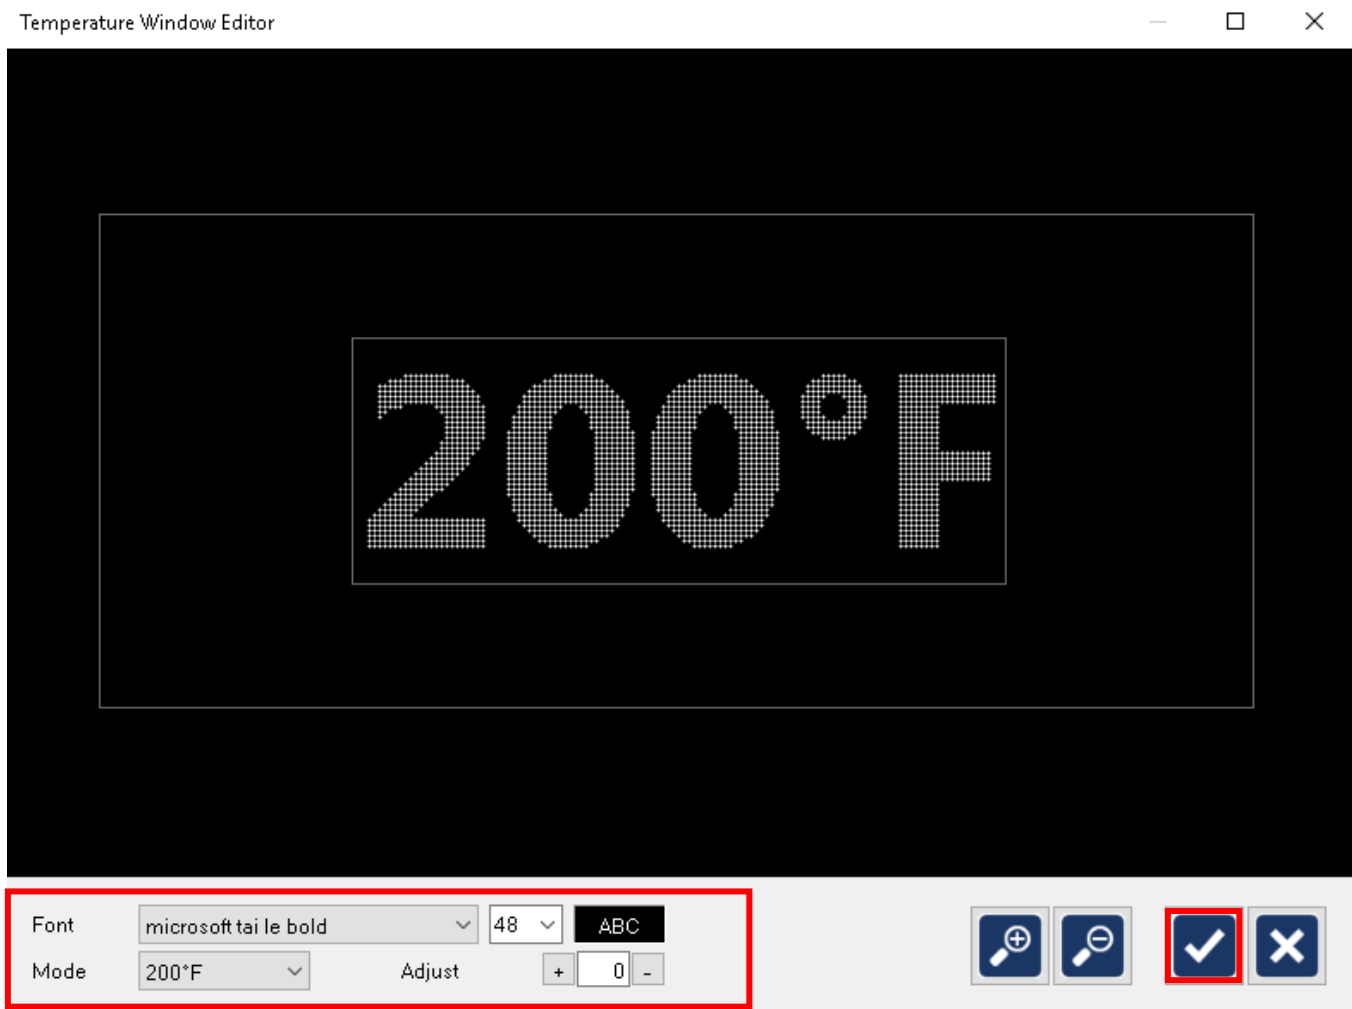 Temperature Window Editor
200°F
Font microsoft tai le bold 48 ABC
Mode 200°F Adjust + 0 -